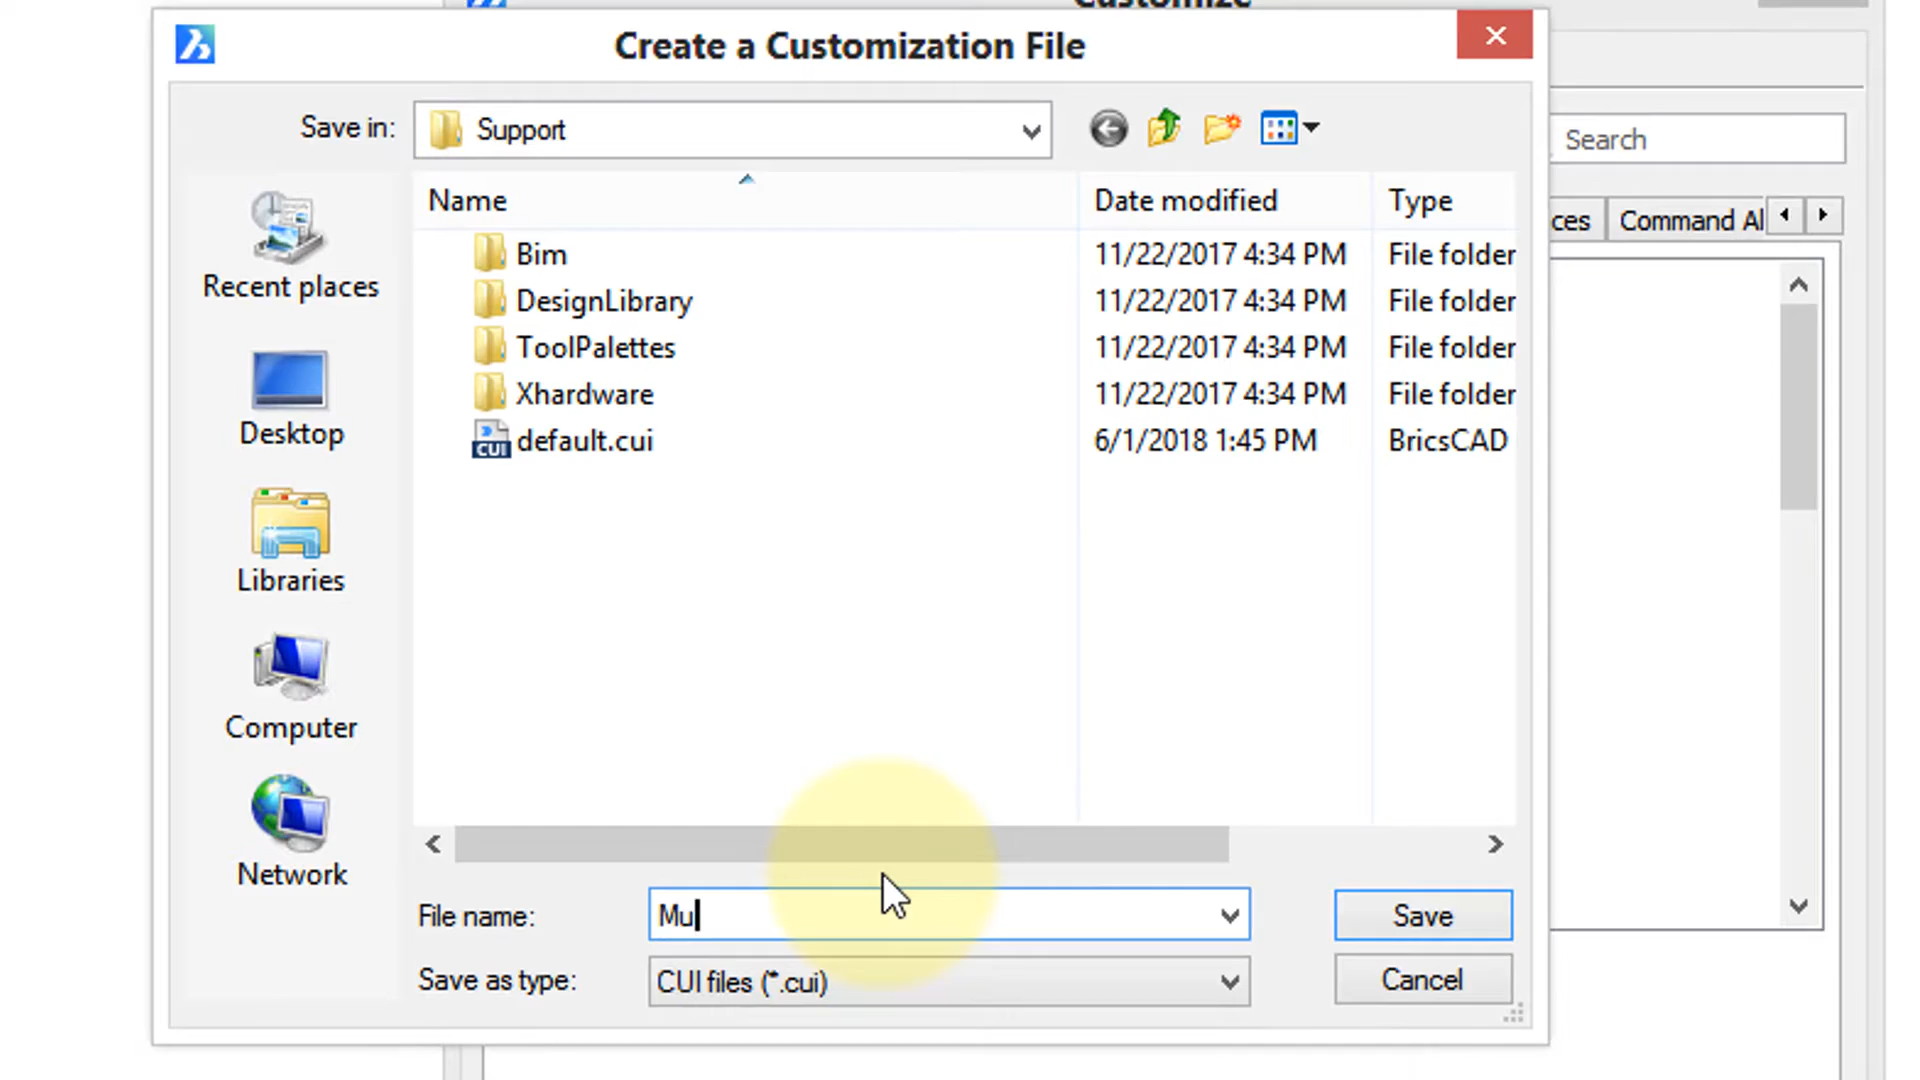 Customize
Create a Customization File
Save in: Support
Search
Name Date modified Type
ces Command Al
Bim 11/22/2017 4:34 PM File folder
DesignLibrary 11/22/2017 4:34 PM File folder
ToolPalettes 11/22/2017 4:34 PM File folder
Xhardware 11/22/2017 4:34 PM File folder
default.cui 6/1/2018 1:45 PM BricsCAD
CUI
Recent places
Desktop
Libraries
Computer
Network
File name: Mu Save
Save as type: CUI files (*.cui) Cancel